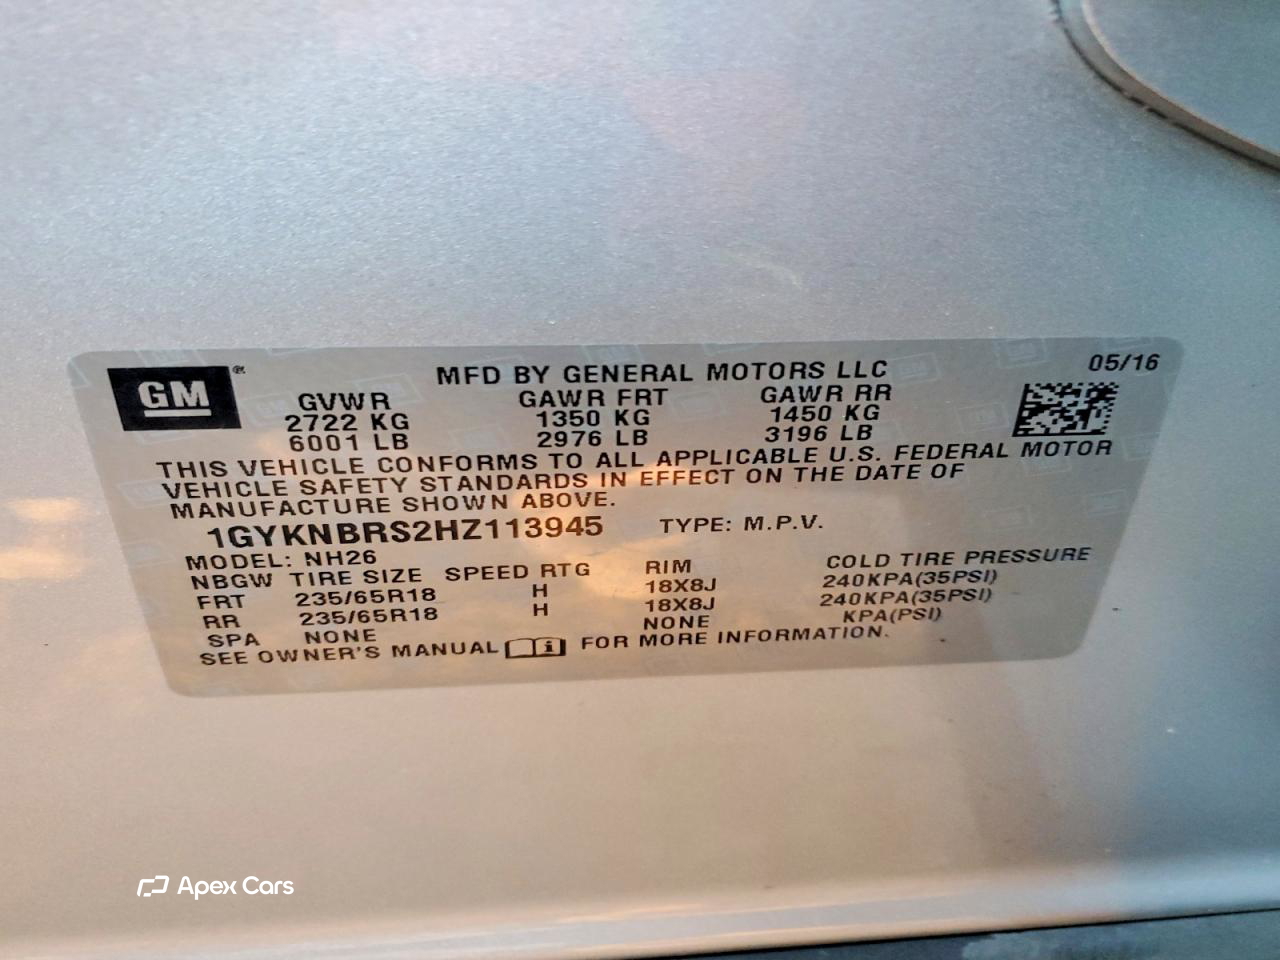 GM®
MFD BY GENERAL MOTORS LLC 05/16
GVWR GAWR FRT GAWR RR
2722 KG 1350 KG 1450 KG
6001 LB 2976 LB 3196 LB
THIS VEHICLE CONFORMS TO ALL APPLICABLE U.S. FEDERAL MOTOR
VEHICLE SAFETY STANDARDS IN EFFECT ON THE DATE OF
MANUFACTURE SHOWN ABOVE.
1GYKNBRS2HZ113945 TYPE: M.P.V.
MODEL: NH26
NBGW TIRE SIZE SPEED RTG RIM COLD TIRE PRESSURE
FRT 235/65R18 H 18X8J 240KPA(35PSI)
RR 235/65R18 H 18X8J 240KPA(35PSI)
SPA NONE NONE KPA(PSI)
SEE OWNER'S MANUAL i FOR MORE INFORMATION.
Apex Cars